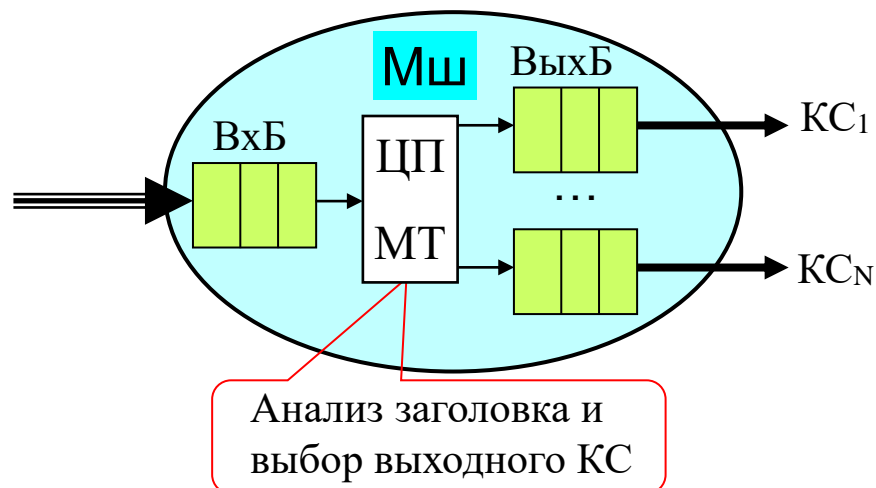 Мш
ВыхБ
ВхБ
КС1
ЦП
...
МТ
КСN
Анализ заголовка и
выбор выходного КС